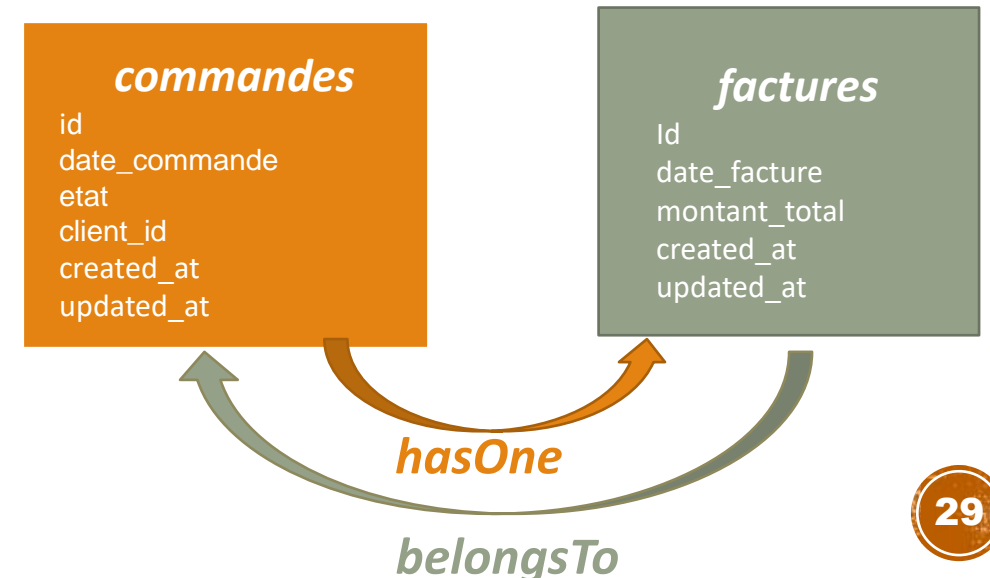 commandes
id
date_commande
etat
client_id
created_at
updated_at
factures
Id
date_facture
montant_total
created_at
updated_at
hasOne
belongsTo
29